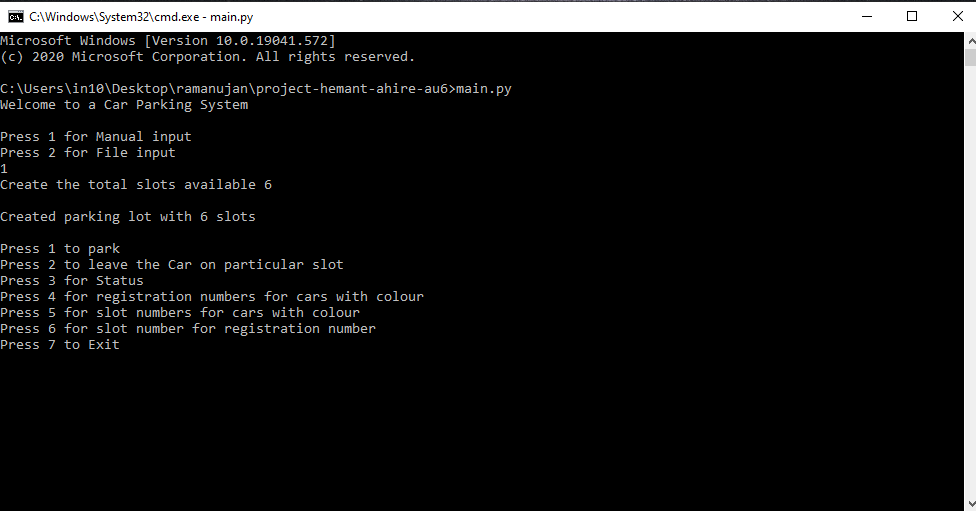 C:\Windows\System32\cmd.exe - main.py
Microsoft Windows [Version 10.0.19041.572]
(c) 2020 Microsoft Corporation. All rights reserved.
C:\Users\in10\Desktop\ramanujan\project-hemant-ahire-au6>main.py
Welcome to a Car Parking System
Press 1 for Manual input
Press 2 for File input
1
Create the total slots available 6
Created parking lot with 6 slots
Press 1 to park
Press 2 to leave the Car on particular slot
Press 3 for Status
Press 4 for registration numbers for cars with colour
Press 5 for slot numbers for cars with colour
Press 6 for slot number for registration number
Press 7 to Exit